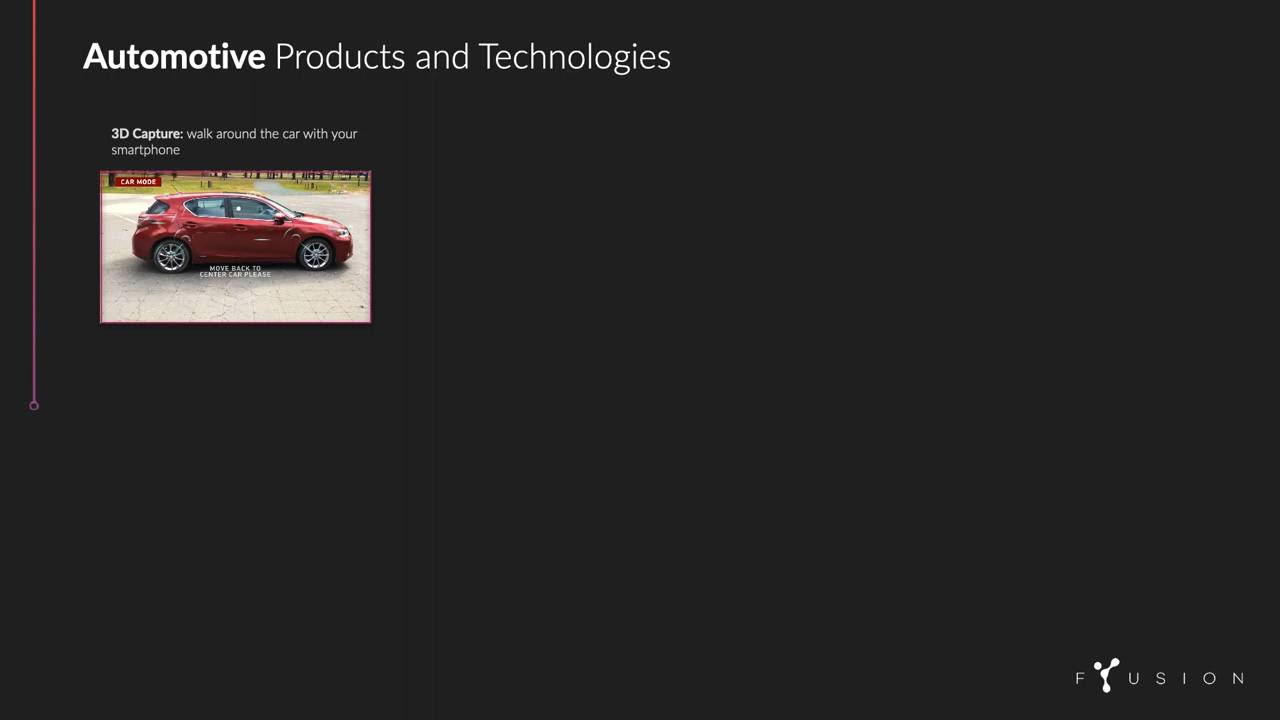 Automotive Products and Technologies
3D Capture: walk around the car with your
smartphone
CAR MODE
MOVE BACK TO
CENTER CAR PLEASE
FYUSION